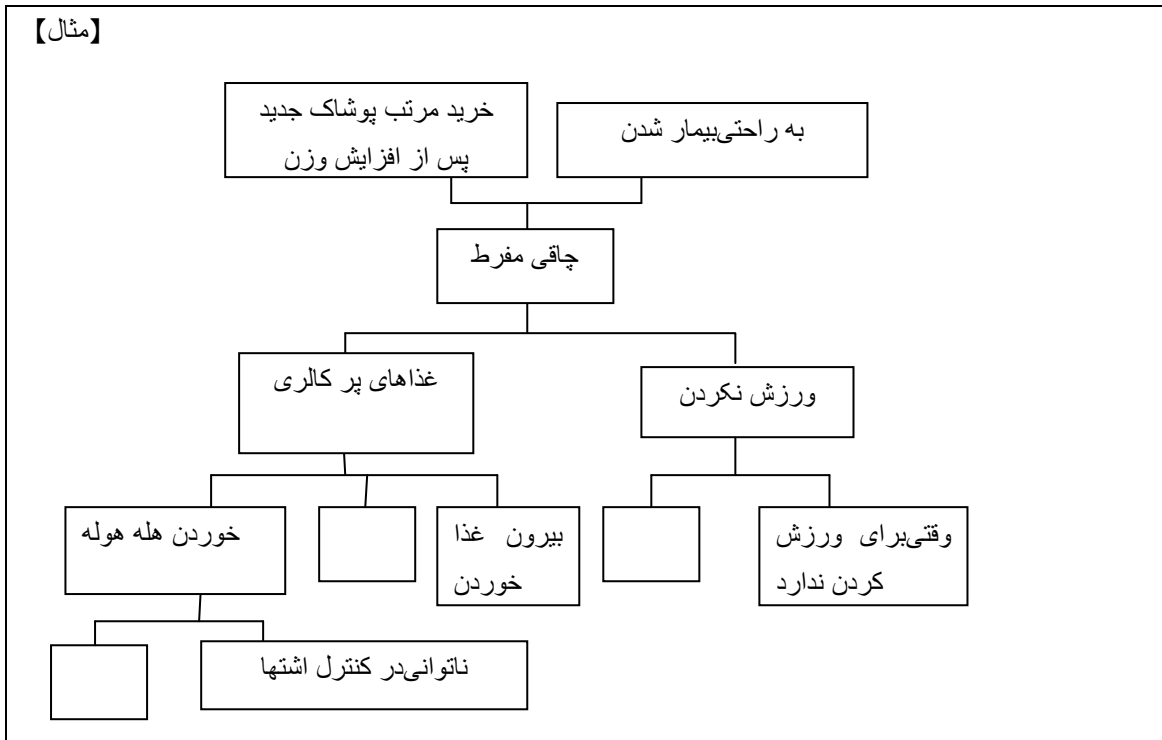 【مثال】
خرید مرتب پوشاک جدید
پس از افزایش وزن
به راحتی‌بیمار شدن
چاقی مفرط
غذاهای پر کالری
ورزش نکردن
خوردن هله هوله
بیرون غذا
خوردن
وقتی‌برای ورزش
کردن ندارد
ناتوانی‌در کنترل اشتها